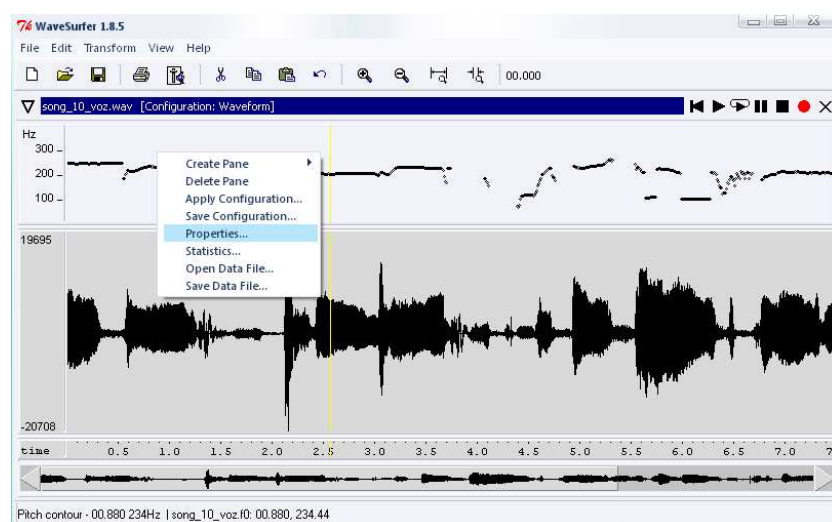 WaveSurfer 1.8.5
File Edit Transform View Help
00.000
song_10_voz.wav [Configuration: Waveform]
Hz
300
200
100
Create Pane
Delete Pane
Apply Configuration...
Save Configuration...
Properties...
Statistics...
Open Data File...
Save Data File...
19695
-20708
time 0.5 1.0 1.5 2.0 2.5 3.0 3.5 4.0 4.5 5.0 5.5 6.0 6.5 7.0 7
Pitch contour - 00.880 234Hz | song_10_voz.f0: 00.880, 234.44